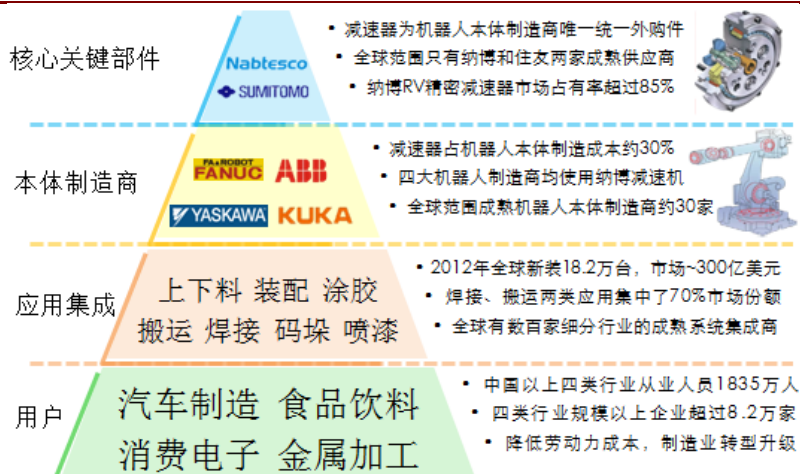 核心关键部件
Nabtesco
SUMITOMO
• 减速器为机器人本体制造商唯一统一外购件
• 全球范围只有纳博和住友两家成熟供应商
• 纳博RV精密减速器市场占有率超过85%
本体制造商
FA&ROBOT
FANUC ABB
YASKAWA KUKA
• 减速器占机器人本体制造成本约30%
• 四大机器人制造商均使用纳博减速机
• 全球范围成熟机器人本体制造商约30家
应用集成
上下料 装配 涂胶
搬运 焊接 码垛 喷漆
• 2012年全球新装18.2万台，市场~300亿美元
• 焊接、搬运两类应用集中了70%市场份额
• 全球有数百家细分行业的成熟系统集成商
用户
汽车制造 食品饮料
消费电子 金属加工
• 中国以上四类行业从业人员1835万人
• 四类行业规模以上企业超过8.2万家
• 降低劳动力成本，制造业转型升级